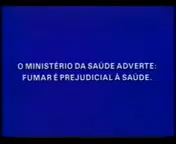 O MINISTÉRIO DA SAÚDE ADVERTE:
FUMAR É PREJUDICIAL À SAÚDE.